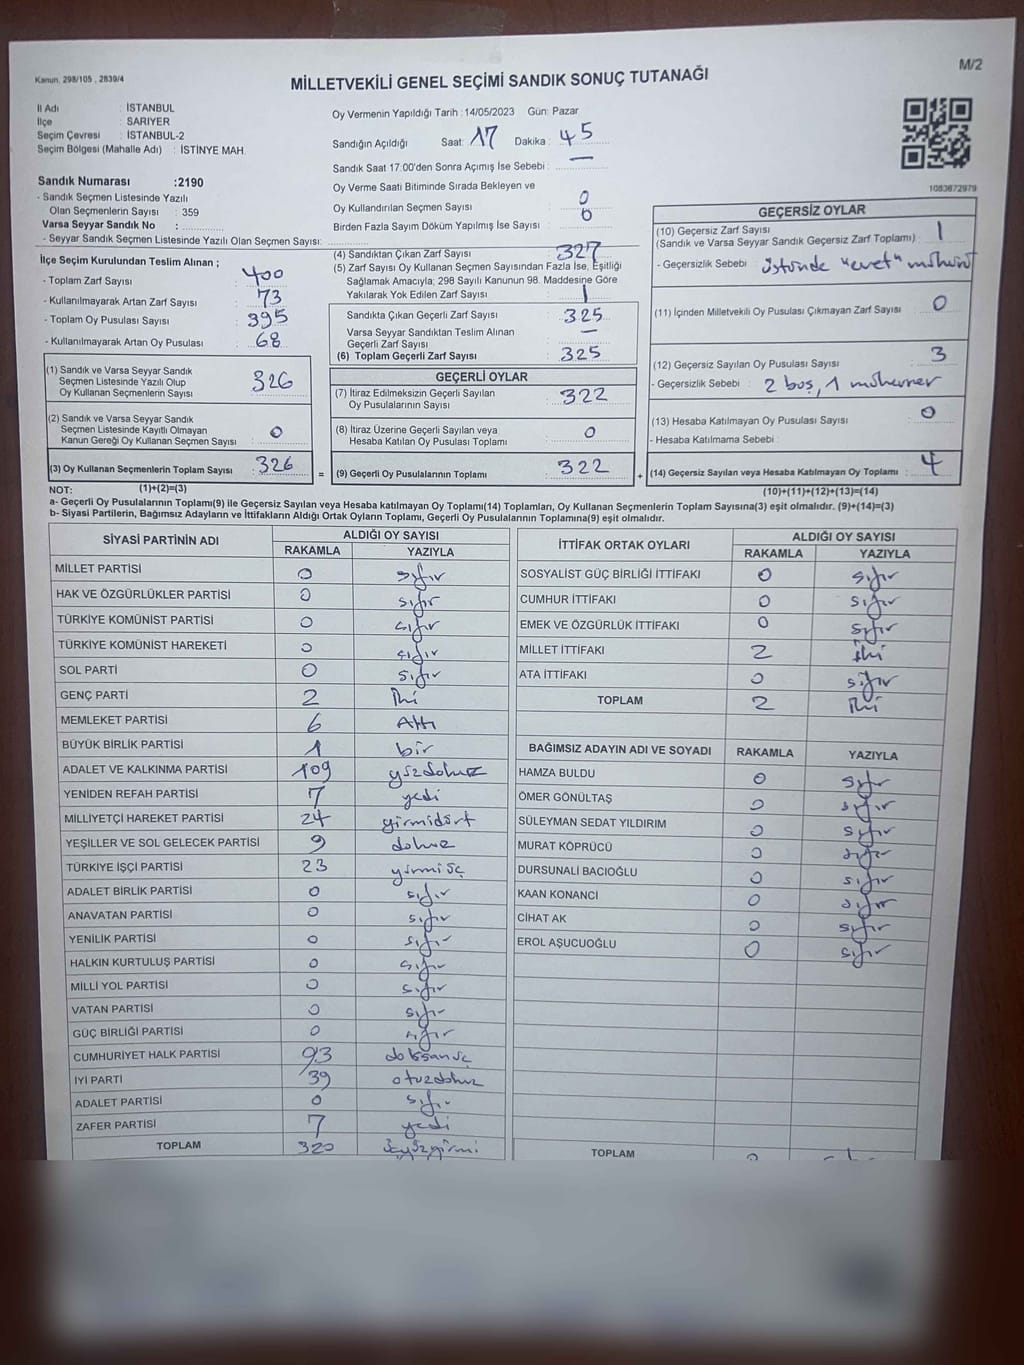 Kanun, 298/105 , 2839/4
M/2
MİLLETVEKİLİ GENEL SEÇİMİ SANDIK SONUÇ TUTANAĞI
İl Adı : İSTANBUL
İlçe : SARIYER
Seçim Çevresi : İSTANBUL-2
Seçim Bölgesi (Mahalle Adı) : İSTİNYE MAH.
Sandık Numarası :2190
- Sandık Seçmen Listesinde Yazılı
Olan Seçmenlerin Sayısı : 359
Varsa Seyyar Sandık No :
- Seyyar Sandık Seçmen Listesinde Yazılı Olan Seçmen Sayısı:
Oy Vermenin Yapıldığı Tarih : 14/05/2023 Gün: Pazar
Sandığın Açıldığı Saat: 17 Dakika : 45
Sandık Saat 17:00'den Sonra Açımış İse Sebebi : —
Oy Verme Saati Bitiminde Sırada Bekleyen ve
Oy Kullandırılan Seçmen Sayısı : 0
Birden Fazla Sayım Döküm Yapılmış İse Sayısı : 0
1083672979
İlçe Seçim Kurulundan Teslim Alınan ;
- Toplam Zarf Sayısı : 400
- Kullanılmayarak Artan Zarf Sayısı : 73
- Toplam Oy Pusulası Sayısı : 395
- Kullanılmayarak Artan Oy Pusulası : 68
(1) Sandık ve Varsa Seyyar Sandık
Seçmen Listesinde Yazılı Olup
Oy Kullanan Seçmenlerin Sayısı : 326
(2) Sandık ve Varsa Seyyar Sandık
Seçmen Listesinde Kayıtlı Olmayan
Kanun Gereği Oy Kullanan Seçmen Sayısı : 0
(3) Oy Kullanan Seçmenlerin Toplam Sayısı : 326
(1)+(2)=(3)
(4) Sandıktan Çıkan Zarf Sayısı : 327
(5) Zarf Sayısı Oy Kullanan Seçmen Sayısından Fazla İse, Eşitliği
Sağlamak Amacıyla; 298 Sayılı Kanunun 98. Maddesine Göre
Yakılarak Yok Edilen Zarf Sayısı : 1
Sandıkta Çıkan Geçerli Zarf Sayısı : 325
Varsa Seyyar Sandıktan Teslim Alınan
Geçerli Zarf Sayısı : —
(6) Toplam Geçerli Zarf Sayısı : 325
GEÇERLİ OYLAR
(7) İtiraz Edilmeksizin Geçerli Sayılan
Oy Pusulalarının Sayısı : 322
(8) İtiraz Üzerine Geçerli Sayılan veya
Hesaba Katılan Oy Pusulası Toplamı : 0
= (9) Geçerli Oy Pusulalarının Toplamı : 322
GEÇERSİZ OYLAR
(10) Geçersiz Zarf Sayısı
(Sandık ve Varsa Seyyar Sandık Geçersiz Zarf Toplamı) : 1
- Geçersizlik Sebebi : üstünde "evet" mühürü
(11) İçinden Milletvekili Oy Pusulası Çıkmayan Zarf Sayısı : 0
(12) Geçersiz Sayılan Oy Pusulası Sayısı : 3
- Geçersizlik Sebebi : 2 boş, 1
(13) Hesaba Katılmayan Oy Pusulası Sayısı : 0
- Hesaba Katılmama Sebebi :
+ (14) Geçersiz Sayılan veya Hesaba Katılmayan Oy Toplamı : 4
(10)+(11)+(12)+(13)=(14)
NOT:
a- Geçerli Oy Pusulalarının Toplamı(9) ile Geçersiz Sayılan veya Hesaba katılmayan Oy Toplamı(14) Toplamları, Oy Kullanan Seçmenlerin Toplam Sayısına(3) eşit olmalıdır. (9)+(14)=(3)
b- Siyasi Partilerin, Bağımsız Adayların ve İttifakların Aldığı Ortak Oyların Toplamı, Geçerli Oy Pusulalarının Toplamına(9) eşit olmalıdır.
SİYASİ PARTİNİN ADI ALDIĞI OY SAYISI
RAKAMLA YAZIYLA
MİLLET PARTİSİ 0 sıfır
HAK VE ÖZGÜRLÜKLER PARTİSİ 0 sıfır
TÜRKİYE KOMÜNİST PARTİSİ 0 sıfır
TÜRKİYE KOMÜNİST HAREKETİ 0 sıfır
SOL PARTİ 0 sıfır
GENÇ PARTİ 2 İki
MEMLEKET PARTİSİ 6 Altı
BÜYÜK BİRLİK PARTİSİ 1 bir
ADALET VE KALKINMA PARTİSİ 109 yüzdokuz
YENİDEN REFAH PARTİSİ 7 yedi
MİLLİYETÇİ HAREKET PARTİSİ 24 yirmidört
YEŞİLLER VE SOL GELECEK PARTİSİ 9 dokuz
TÜRKİYE İŞÇİ PARTİSİ 23 yirmiüç
ADALET BİRLİK PARTİSİ 0 sıfır
ANAVATAN PARTİSİ 0 sıfır
YENİLİK PARTİSİ 0 sıfır
HALKIN KURTULUŞ PARTİSİ 0 sıfır
MİLLİ YOL PARTİSİ 0 sıfır
VATAN PARTİSİ 0 sıfır
GÜÇ BİRLİĞİ PARTİSİ 0 sıfır
CUMHURİYET HALK PARTİSİ 93 doksanüç
İYİ PARTİ 39 otuzdokuz
ADALET PARTİSİ 0 sıfır
ZAFER PARTİSİ 7 yedi
TOPLAM 320 üçyüzyirmi
İTTİFAK ORTAK OYLARI ALDIĞI OY SAYISI
RAKAMLA YAZIYLA
SOSYALİST GÜÇ BİRLİĞİ İTTİFAKI 0 sıfır
CUMHUR İTTİFAKI 0 sıfır
EMEK VE ÖZGÜRLÜK İTTİFAKI 0 sıfır
MİLLET İTTİFAKI 2 İki
ATA İTTİFAKI 0 sıfır
TOPLAM 2 İki
BAĞIMSIZ ADAYIN ADI VE SOYADI RAKAMLA YAZIYLA
HAMZA BULDU 0 sıfır
ÖMER GÖNÜLTAŞ 0 sıfır
SÜLEYMAN SEDAT YILDIRIM 0 sıfır
MURAT KÖPRÜCÜ 0 sıfır
DURSUNALİ BACIOĞLU 0 sıfır
KAAN KONANCI 0 sıfır
CİHAT AK 0 sıfır
EROL AŞUCUOĞLU 0 sıfır
TOPLAM